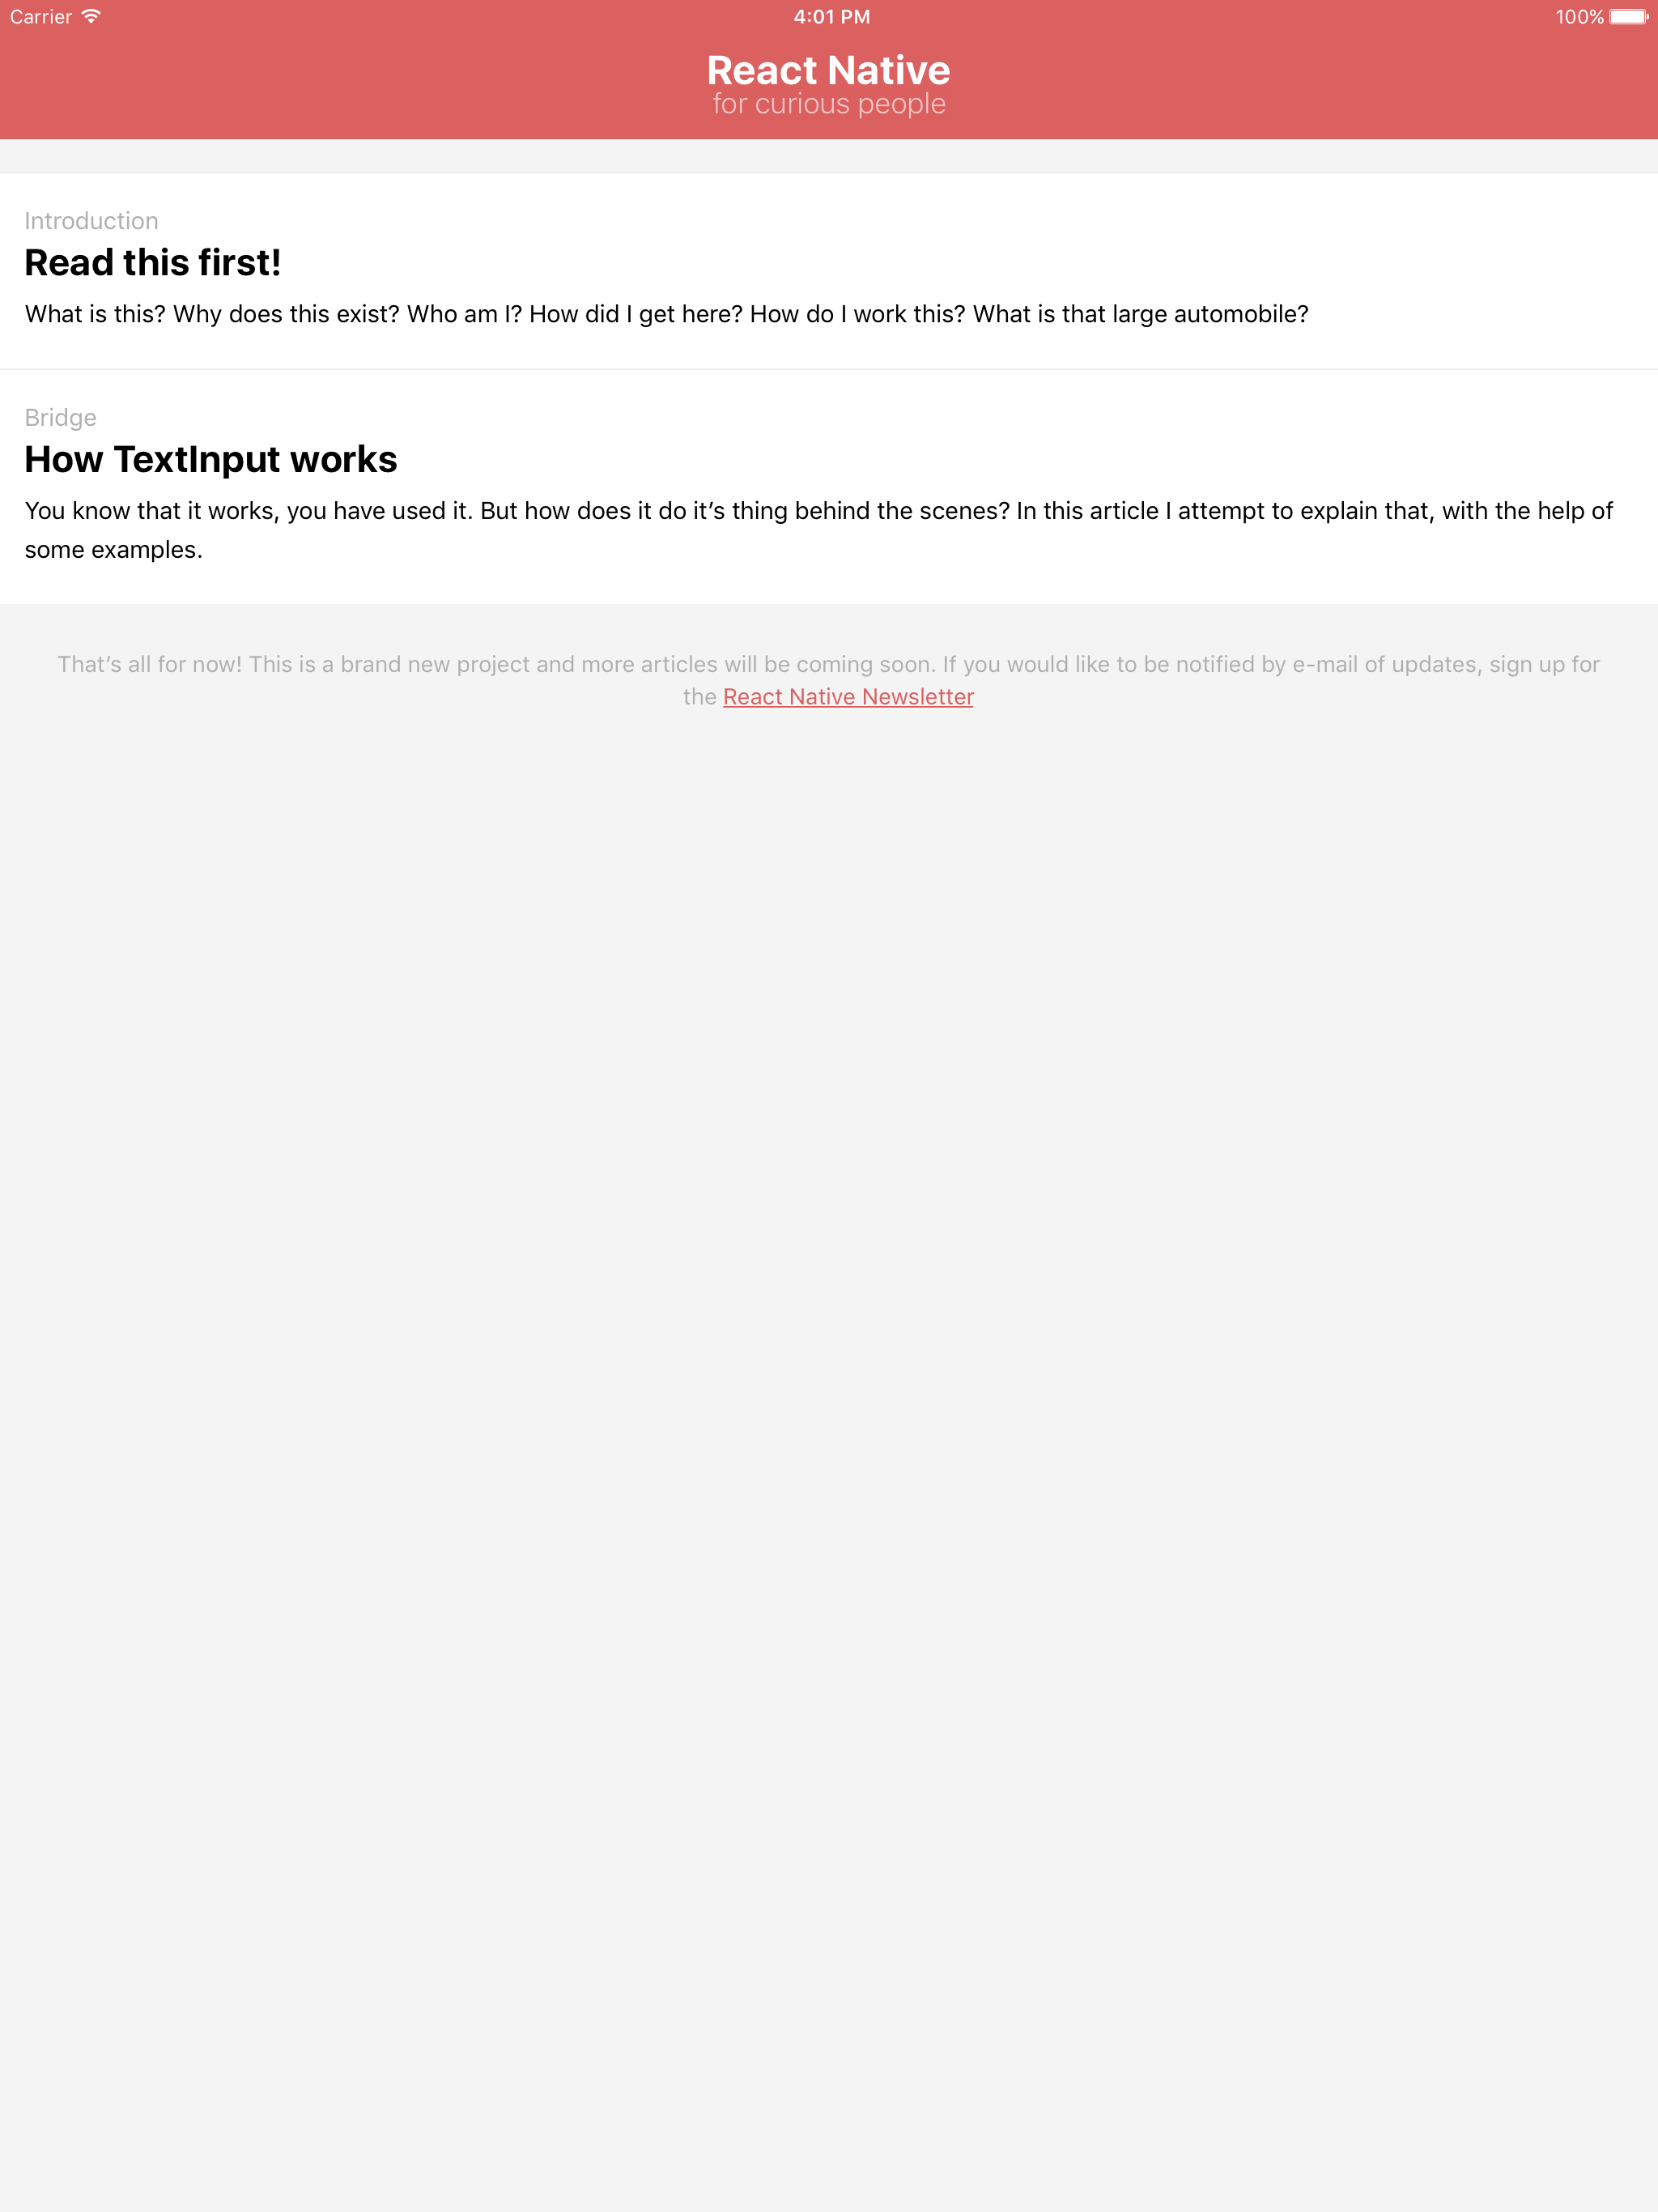 Carrier
4:01 PM
100%
React Native
for curious people
Introduction
Read this first!
What is this? Why does this exist? Who am I? How did I get here? How do I work this? What is that large automobile?
Bridge
How TextInput works
You know that it works, you have used it. But how does it do it’s thing behind the scenes? In this article I attempt to explain that, with the help of
some examples.
That’s all for now! This is a brand new project and more articles will be coming soon. If you would like to be notified by e-mail of updates, sign up for
the React Native Newsletter